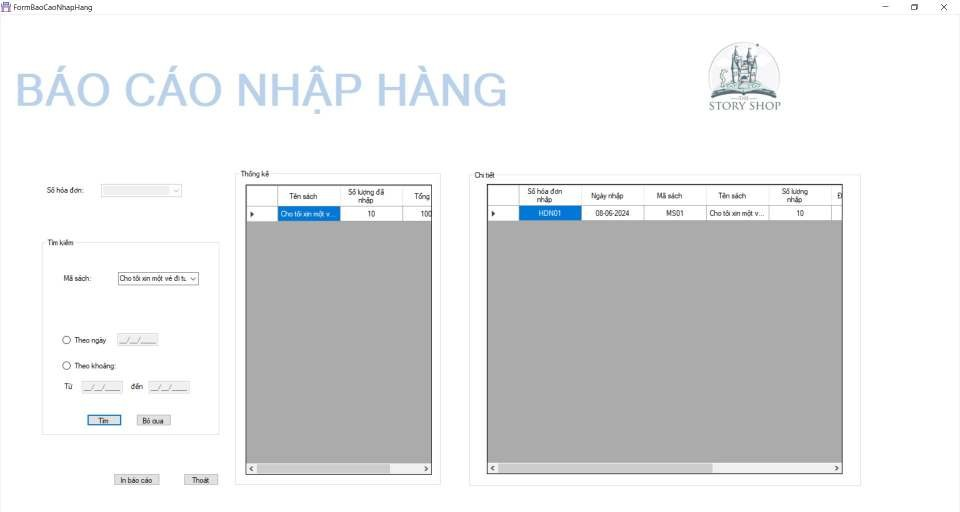 FormBaoCaoNhapHang
BÁO CÁO NHẬP HÀNG
THE
STORY SHOP
Số hóa đơn:
Tìm kiếm
Mã sách:
Cho tôi xin một vé đi tu
Theo ngày
__/__/____
Theo khoảng:
Từ __/__/____ đến __/__/____
Tìm Bỏ qua
In báo cáo Thoát
Thống kê
Tên sách Số lượng đã nhập Tổng
Cho tôi xin một v... 10 100
Chi tiết
Số hóa đơn nhập Ngày nhập Mã sách Tên sách Số lượng nhập Đ
HDN01 08-06-2024 MS01 Cho tôi xin một v... 10